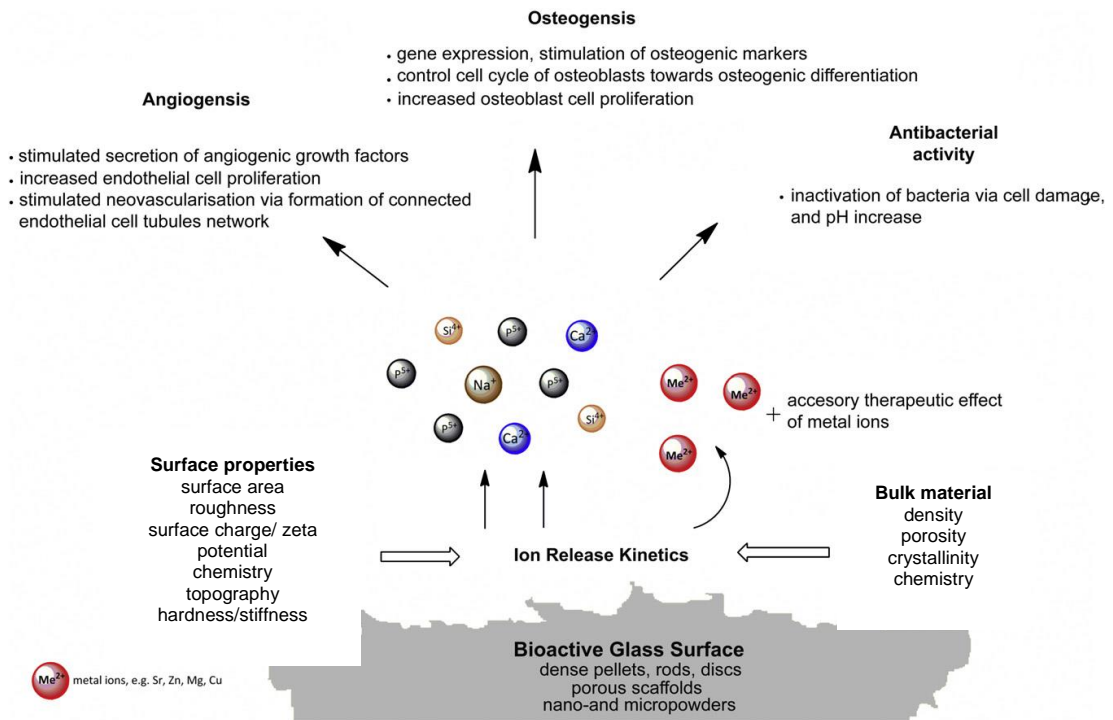 Osteogensis
• gene expression, stimulation of osteogenic markers
• control cell cycle of osteoblasts towards osteogenic differentiation
• increased osteoblast cell proliferation
Angiogensis
• stimulated secretion of angiogenic growth factors
• increased endothelial cell proliferation
• stimulated neovascularisation via formation of connected
endothelial cell tubules network
Antibacterial
activity
• inactivation of bacteria via cell damage,
and pH increase
Si⁴⁺
P⁵⁺
Ca²⁺
P⁵⁺
Na⁺
P⁵⁺
Me²⁺
Me²⁺
P⁵⁺
Ca²⁺
Si⁴⁺
Me²⁺
+ accesory therapeutic effect
of metal ions
Surface properties
surface area
roughness
surface charge/ zeta
potential
chemistry
topography
hardness/stiffness
Ion Release Kinetics
Bulk material
density
porosity
crystallinity
chemistry
Bioactive Glass Surface
dense pellets, rods, discs
porous scaffolds
nano-and micropowders
Me²⁺ metal ions, e.g. Sr, Zn, Mg, Cu